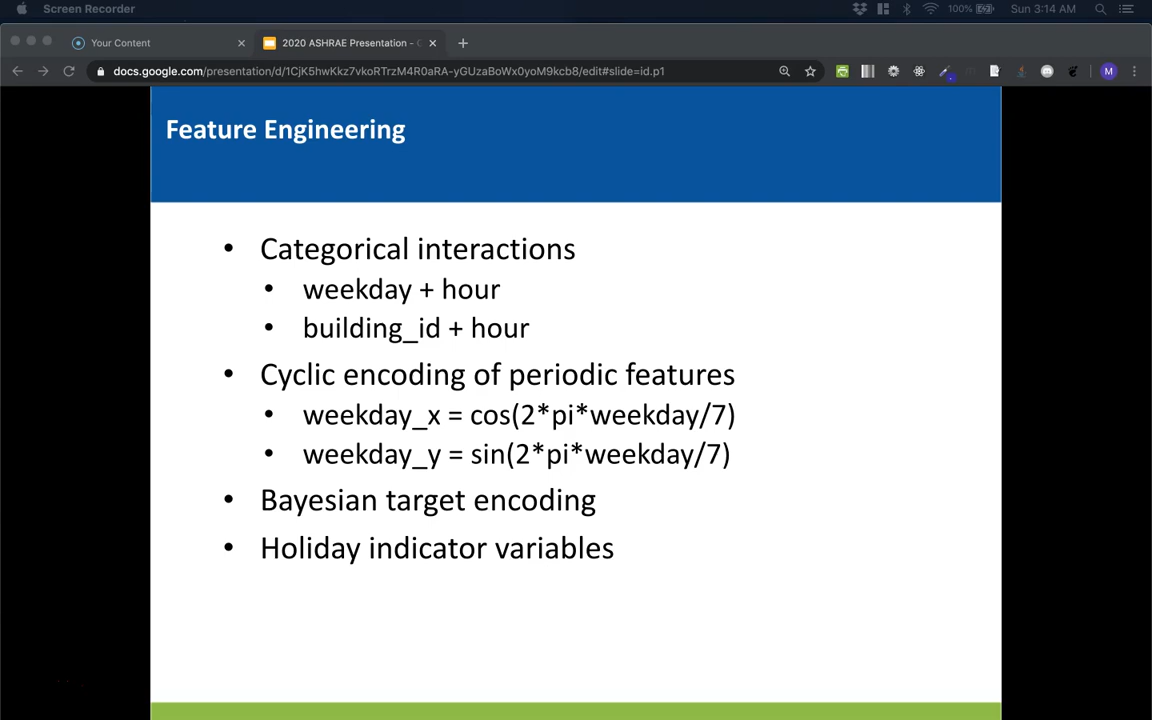 Screen Recorder
100%
Sun 3:14 AM
Your Content
2020 ASHRAE Presentation -
docs.google.com/presentation/d/1CjK5hwKkz7vkoRTrzM4R0aRA-yGUzaBoWx0yoM9kcb8/edit#slide=id.p1
M
Feature Engineering
• Categorical interactions
• weekday + hour
• building_id + hour
• Cyclic encoding of periodic features
• weekday_x = cos(2*pi*weekday/7)
• weekday_y = sin(2*pi*weekday/7)
• Bayesian target encoding
• Holiday indicator variables